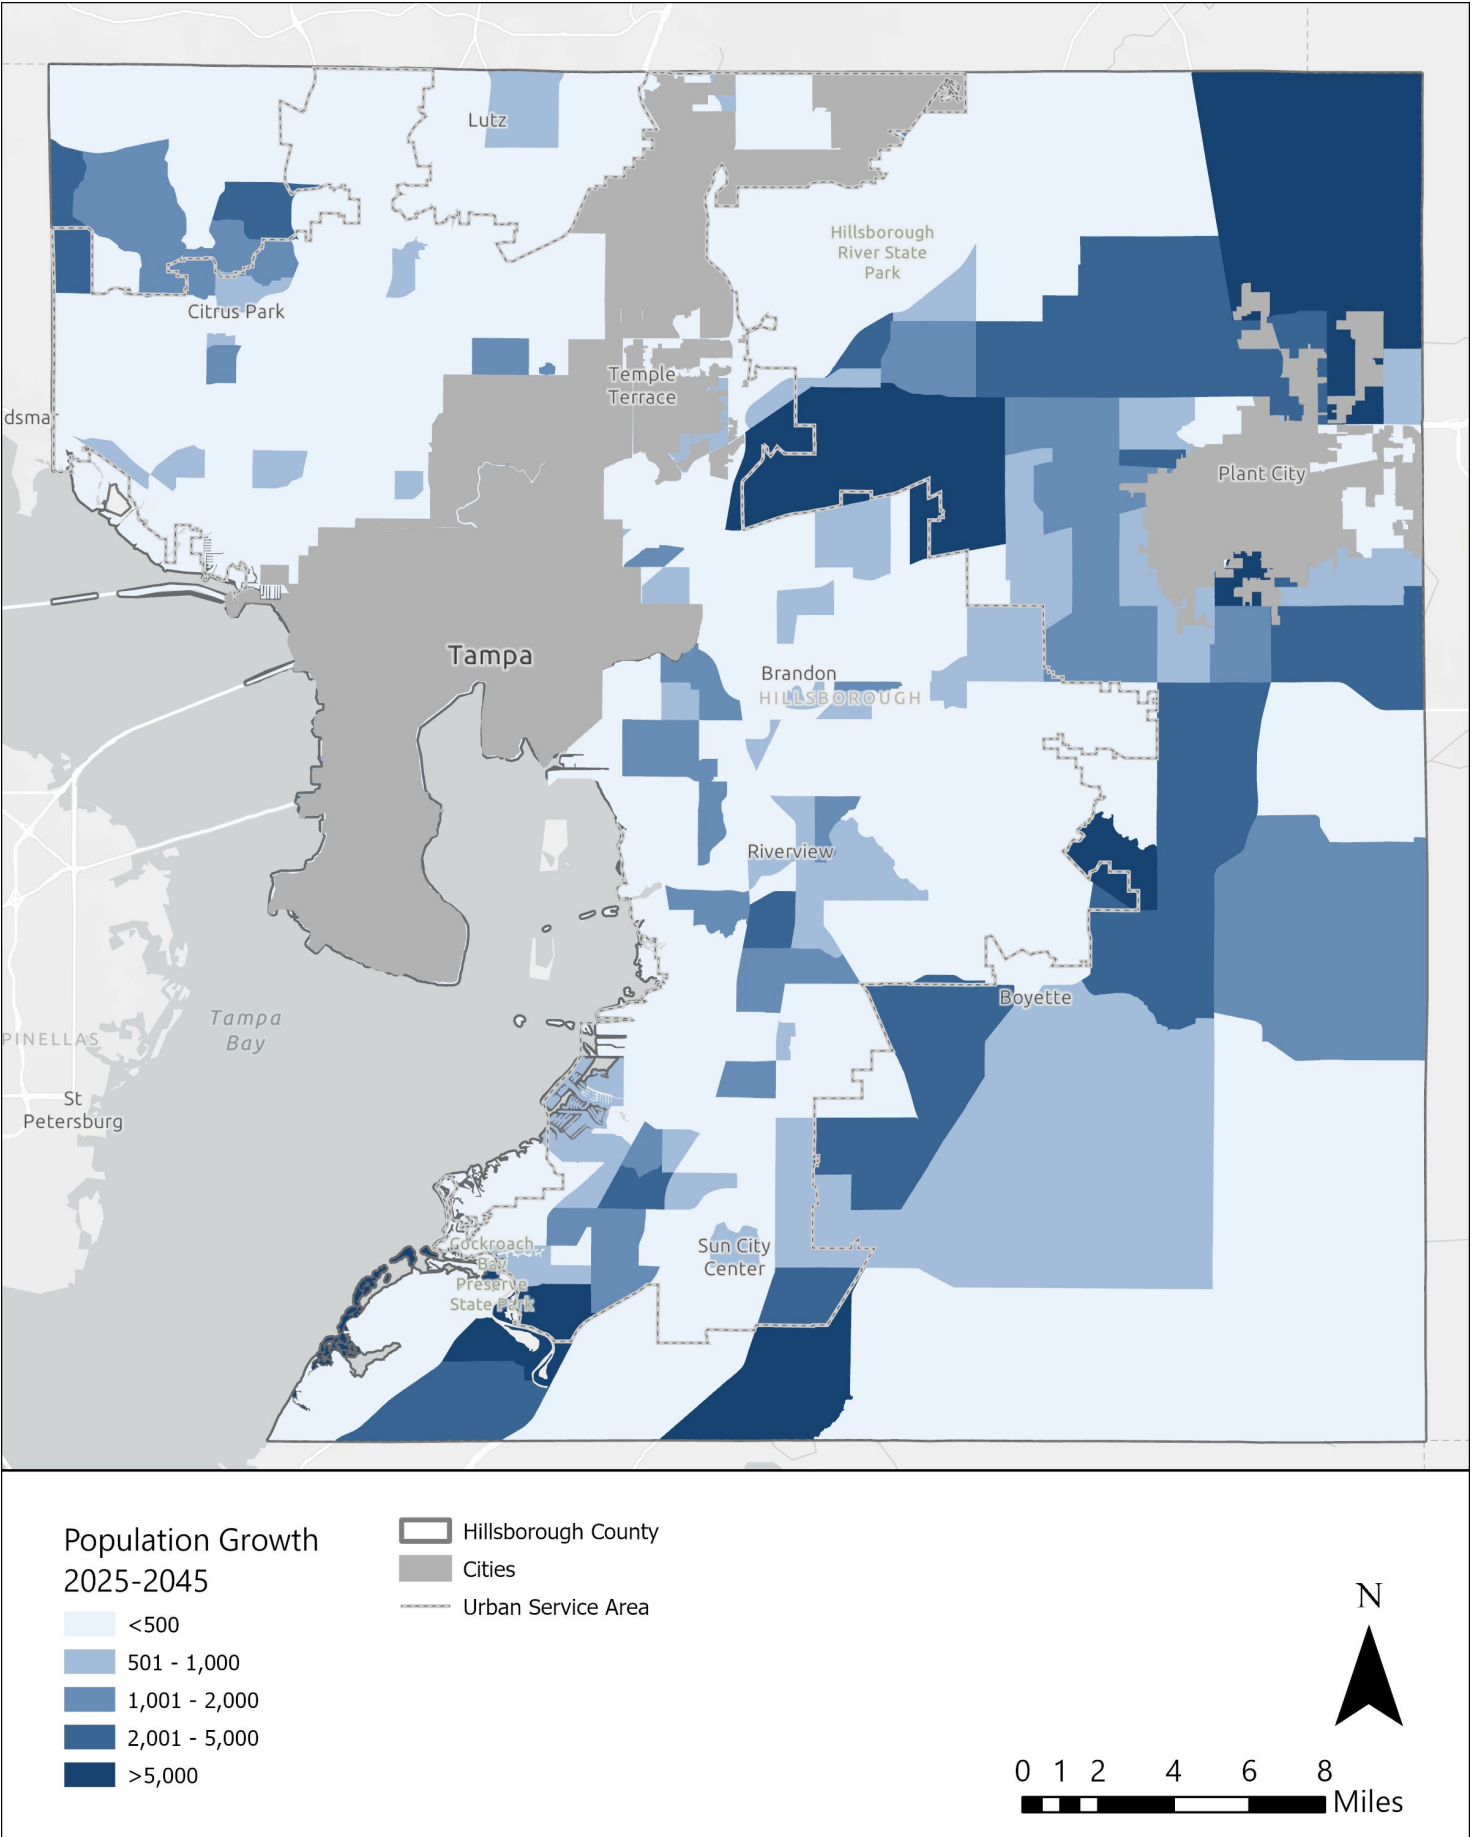 Lutz
Hillsborough
River State
Park
Citrus Park
Temple
Terrace
dsmar
Plant City
Tampa
Brandon
HILLSBOROUGH
Riverview
Boyette
Tampa
Bay
PINELLAS
St
Petersburg
Cockroach
Bay
Preserve
State Park
Sun City
Center
Population Growth
2025-2045
<500
501 - 1,000
1,001 - 2,000
2,001 - 5,000
>5,000
Hillsborough County
Cities
Urban Service Area
N
0 1 2 4 6 8
Miles